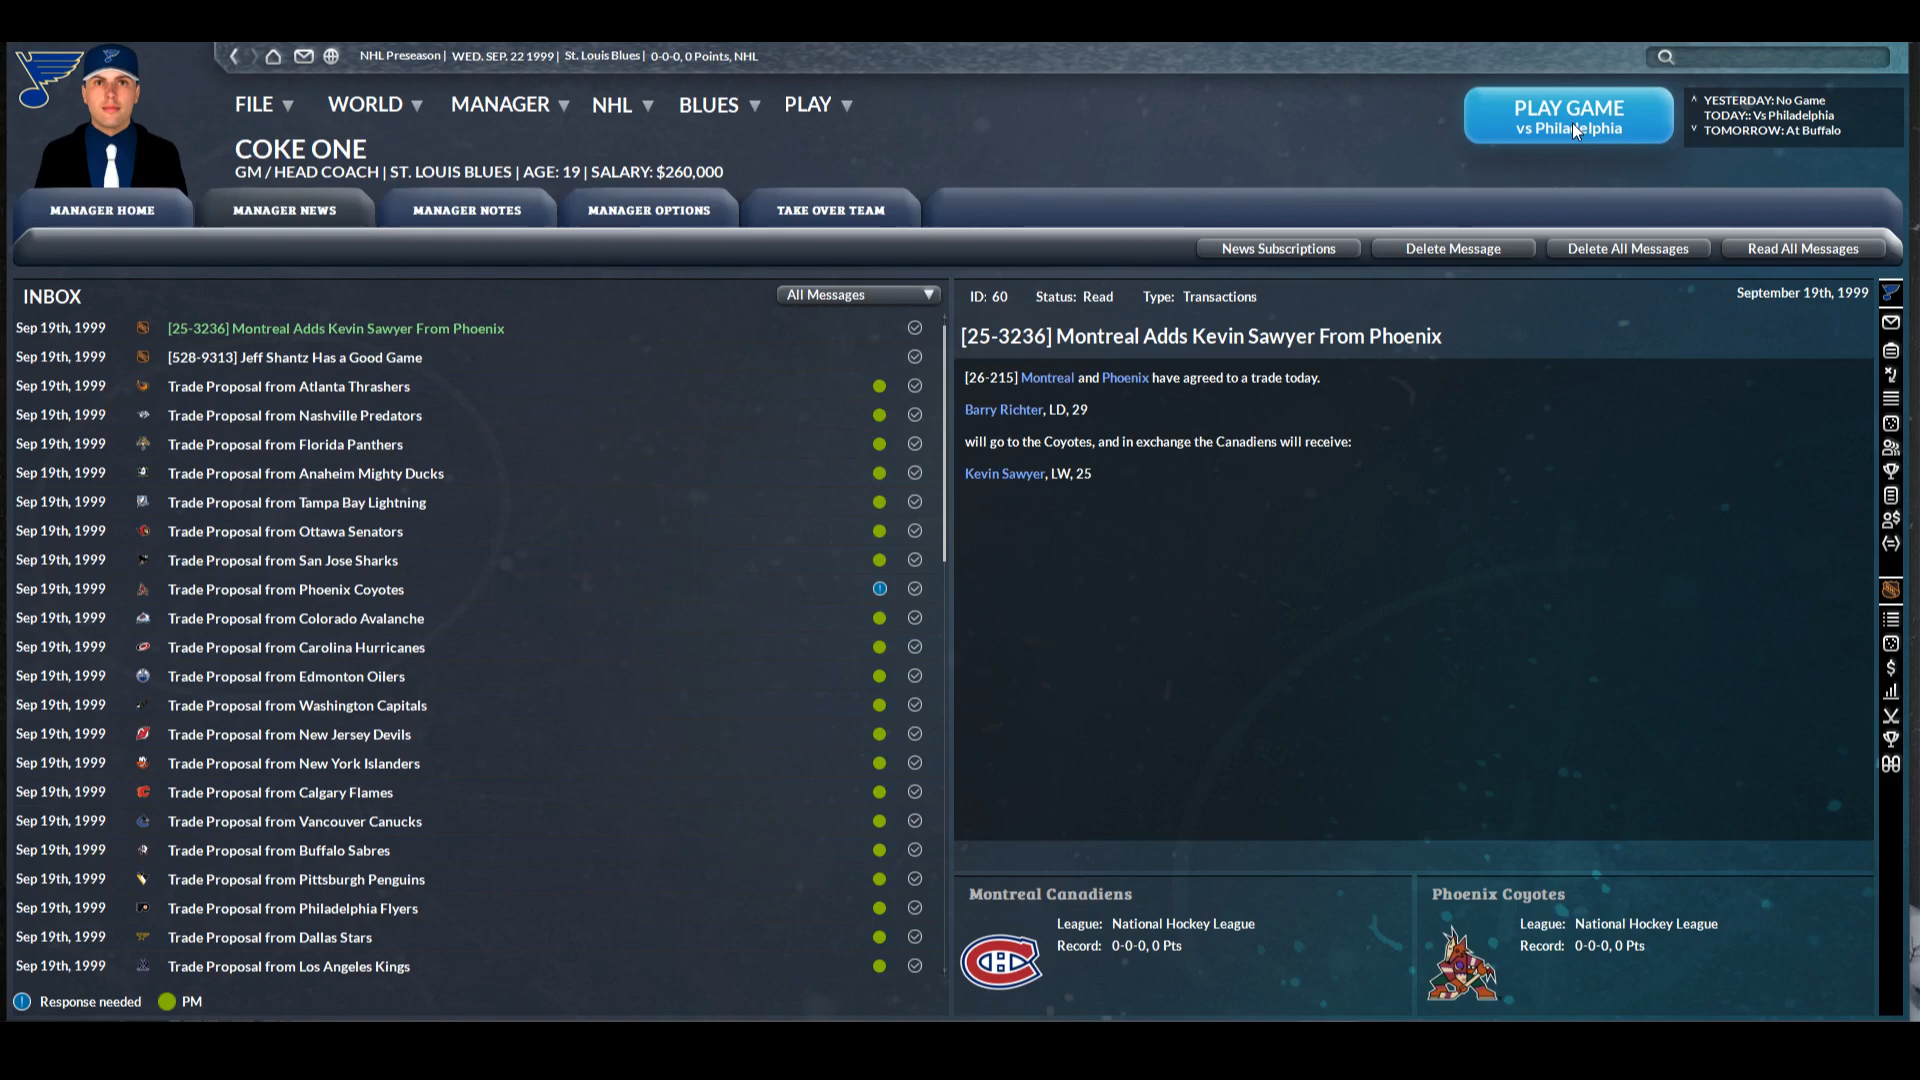 NHL Preseason | WED. SEP. 22 1999 | St. Louis Blues | 0-0-0, 0 Points, NHL
FILE WORLD MANAGER NHL BLUES PLAY
PLAY GAME
vs Philadelphia
YESTERDAY: No Game
TODAY:: Vs Philadelphia
TOMORROW: At Buffalo
COKE ONE
GM / HEAD COACH | ST. LOUIS BLUES | AGE: 19 | SALARY: $260,000
MANAGER HOME MANAGER NEWS MANAGER NOTES MANAGER OPTIONS TAKE OVER TEAM
News Subscriptions Delete Message Delete All Messages Read All Messages
INBOX All Messages
Sep 19th, 1999 [25-3236] Montreal Adds Kevin Sawyer From Phoenix
Sep 19th, 1999 [528-9313] Jeff Shantz Has a Good Game
Sep 19th, 1999 Trade Proposal from Atlanta Thrashers
Sep 19th, 1999 Trade Proposal from Nashville Predators
Sep 19th, 1999 Trade Proposal from Florida Panthers
Sep 19th, 1999 Trade Proposal from Anaheim Mighty Ducks
Sep 19th, 1999 Trade Proposal from Tampa Bay Lightning
Sep 19th, 1999 Trade Proposal from Ottawa Senators
Sep 19th, 1999 Trade Proposal from San Jose Sharks
Sep 19th, 1999 Trade Proposal from Phoenix Coyotes
Sep 19th, 1999 Trade Proposal from Colorado Avalanche
Sep 19th, 1999 Trade Proposal from Carolina Hurricanes
Sep 19th, 1999 Trade Proposal from Edmonton Oilers
Sep 19th, 1999 Trade Proposal from Washington Capitals
Sep 19th, 1999 Trade Proposal from New Jersey Devils
Sep 19th, 1999 Trade Proposal from New York Islanders
Sep 19th, 1999 Trade Proposal from Calgary Flames
Sep 19th, 1999 Trade Proposal from Vancouver Canucks
Sep 19th, 1999 Trade Proposal from Buffalo Sabres
Sep 19th, 1999 Trade Proposal from Pittsburgh Penguins
Sep 19th, 1999 Trade Proposal from Philadelphia Flyers
Sep 19th, 1999 Trade Proposal from Dallas Stars
Sep 19th, 1999 Trade Proposal from Los Angeles Kings
Response needed PM
ID: 60 Status: Read Type: Transactions September 19th, 1999
[25-3236] Montreal Adds Kevin Sawyer From Phoenix
[26-215] Montreal and Phoenix have agreed to a trade today.
Barry Richter, LD, 29
will go to the Coyotes, and in exchange the Canadiens will receive:
Kevin Sawyer, LW, 25
Montreal Canadiens
League: National Hockey League
Record: 0-0-0, 0 Pts
Phoenix Coyotes
League: National Hockey League
Record: 0-0-0, 0 Pts